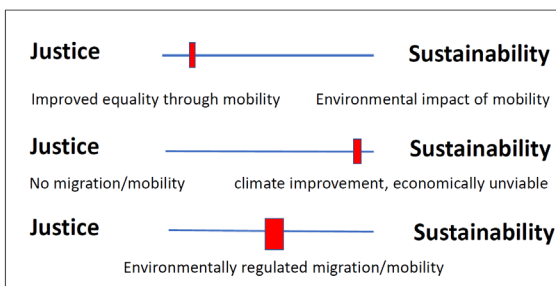 Justice Sustainability
Improved equality through mobility Environmental impact of mobility
Justice Sustainability
No migration/mobility climate improvement, economically unviable
Justice Sustainability
Environmentally regulated migration/mobility